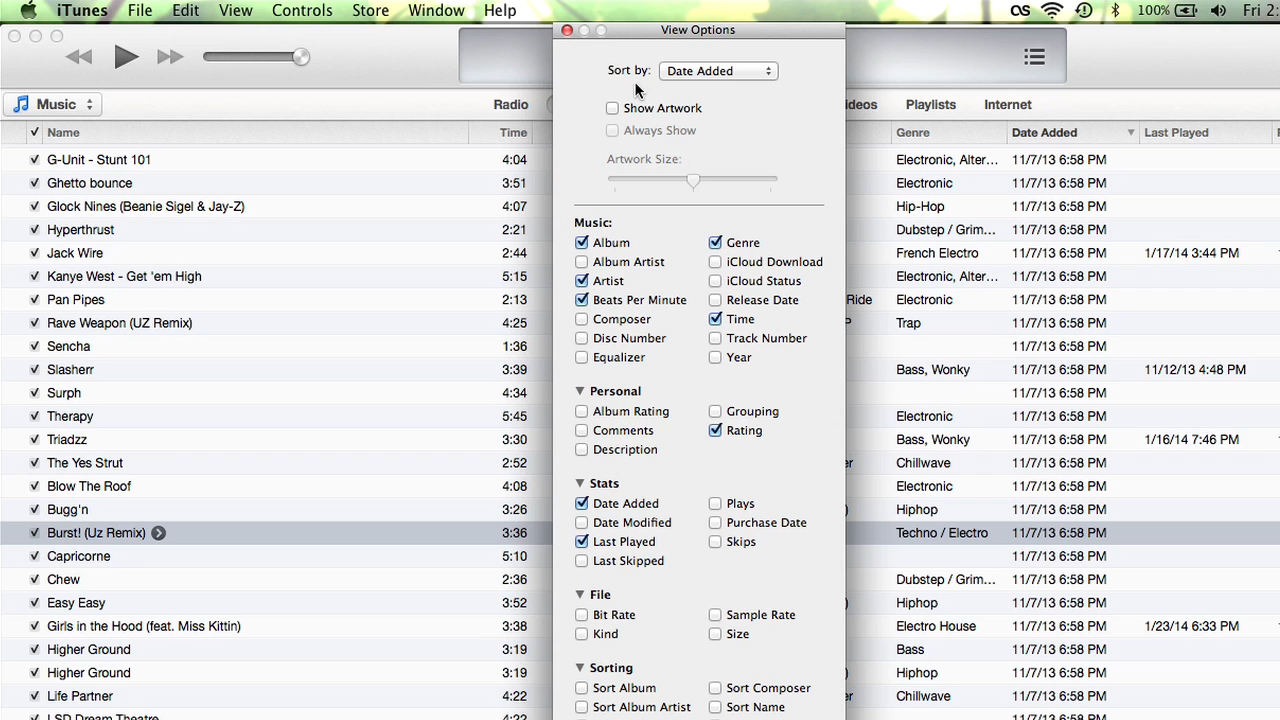 iTunes File Edit View Controls Store Window Help 100% Fri 2:
View Options
Sort by: Date Added
Music Radio Playlists Internet
Show Artwork
Always Show
Artwork Size:
Name Time Genre Date Added Last Played
G-Unit - Stunt 101 4:04 Electronic, Alter... 11/7/13 6:58 PM
Ghetto bounce 3:51 Electronic 11/7/13 6:58 PM
Glock Nines (Beanie Sigel & Jay-Z) 4:07 Hip-Hop 11/7/13 6:58 PM
Hyperthrust 2:21 Dubstep / Grim... 11/7/13 6:58 PM
Jack Wire 2:44 French Electro 11/7/13 6:58 PM 1/17/14 3:44 PM
Kanye West - Get 'em High 5:15 Electronic, Alter... 11/7/13 6:58 PM
Pan Pipes 2:13 Ride Electronic 11/7/13 6:58 PM
Rave Weapon (UZ Remix) 4:25 Trap 11/7/13 6:58 PM
Sencha 1:36 11/7/13 6:58 PM
Slasherr 3:39 Bass, Wonky 11/7/13 6:58 PM 11/12/13 4:48 PM
Surph 4:34 11/7/13 6:58 PM
Therapy 5:45 Electronic 11/7/13 6:58 PM
Triadzz 3:30 Bass, Wonky 11/7/13 6:58 PM 1/16/14 7:46 PM
The Yes Strut 2:52 Chillwave 11/7/13 6:58 PM
Blow The Roof 4:08 Electronic 11/7/13 6:58 PM
Bugg'n 3:26 Hiphop 11/7/13 6:58 PM
Burst! (Uz Remix) 3:36 Techno / Electro 11/7/13 6:58 PM
Capricorne 5:10 11/7/13 6:58 PM
Chew 2:36 Dubstep / Grim... 11/7/13 6:58 PM
Easy Easy 3:52 Hiphop 11/7/13 6:58 PM
Girls in the Hood (feat. Miss Kittin) 3:38 Electro House 11/7/13 6:58 PM 1/23/14 6:33 PM
Higher Ground 3:19 Bass 11/7/13 6:58 PM
Higher Ground 3:19 Hiphop 11/7/13 6:58 PM
Life Partner 4:22 Chillwave 11/7/13 6:58 PM
LSD Dream Theatre 4:22 11/7/13 6:58 PM
Music:
Album Genre
Album Artist iCloud Download
Artist iCloud Status
Beats Per Minute Release Date
Composer Time
Disc Number Track Number
Equalizer Year
Personal
Album Rating Grouping
Comments Rating
Description
Stats
Date Added Plays
Date Modified Purchase Date
Last Played Skips
Last Skipped
File
Bit Rate Sample Rate
Kind Size
Sorting
Sort Album Sort Composer
Sort Album Artist Sort Name